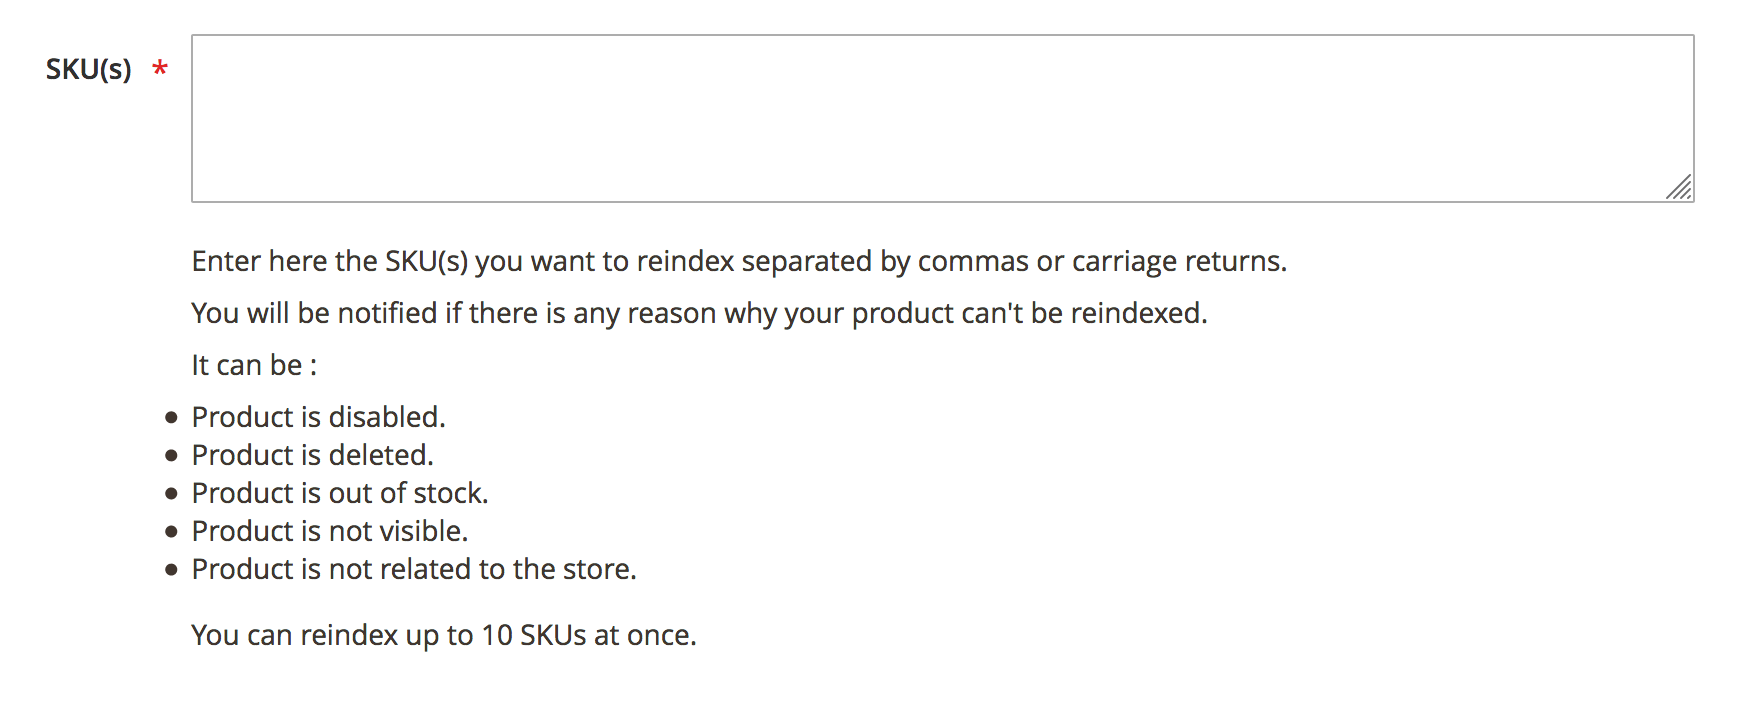 SKU(s) *
Enter here the SKU(s) you want to reindex separated by commas or carriage returns.
You will be notified if there is any reason why your product can't be reindexed.
It can be :
• Product is disabled.
• Product is deleted.
• Product is out of stock.
• Product is not visible.
• Product is not related to the store.
You can reindex up to 10 SKUs at once.